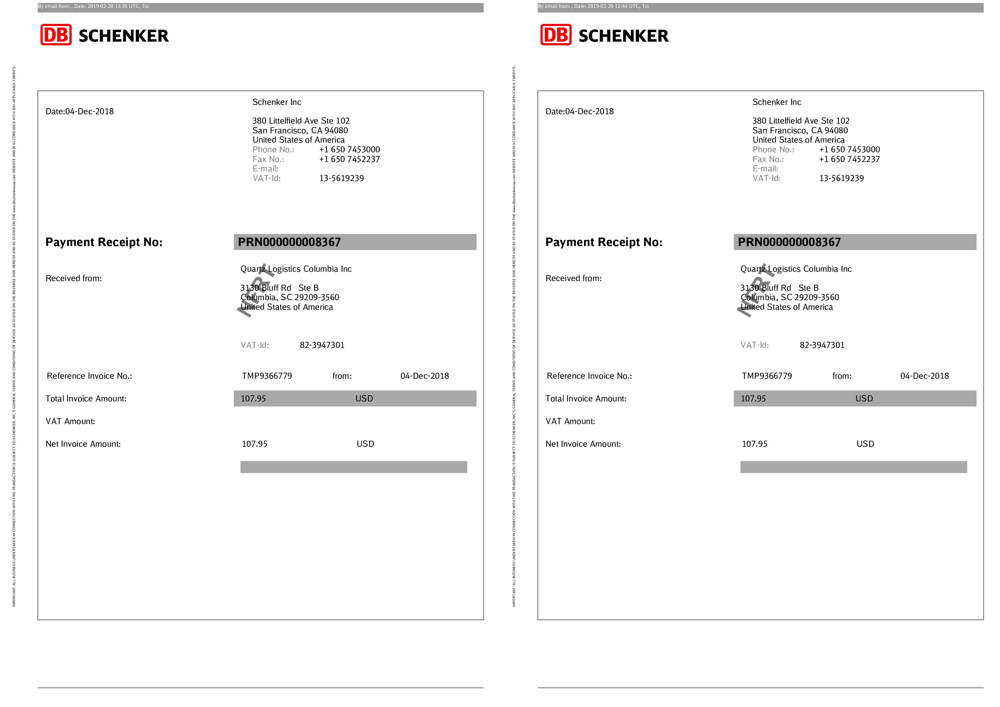 By email from: , Date: 2019-02-20 13:36 UTC, To:
DB SCHENKER
IMPORTANT: ALL BUSINESS UNDERTAKEN IN CONNECTION WITH THIS TRANSACTION IS SUBJECT TO SCHENKER, INC.'S GENERAL TERMS AND CONDITIONS OF SERVICE AS STATED ON THE REVERSE SIDE HEREOF AND AS STATED ON THE www.dbschenkerusa.com WEBSITE AND IN ACCORDANCE WITH ANY APPLICABLE TARIFF'S.
Schenker Inc
Date:04-Dec-2018
380 Littelfield Ave Ste 102
San Francisco, CA 94080
United States of America
Phone No.: +1 650 7453000
Fax No.: +1 650 7452237
E-mail:
VAT-Id: 13-5619239
Payment Receipt No: PRN000000008367
Quartz Logistics Columbia Inc
Received from:
3130 Bluff Rd Ste B
Columbia, SC 29209-3560
United States of America
NFRT
VAT-Id: 82-3947301
Reference Invoice No.: TMP9366779 from: 04-Dec-2018
Total Invoice Amount: 107.95 USD
VAT Amount:
Net Invoice Amount: 107.95 USD
By email from: , Date: 2019-02-20 12:44 UTC, To:
DB SCHENKER
IMPORTANT: ALL BUSINESS UNDERTAKEN IN CONNECTION WITH THIS TRANSACTION IS SUBJECT TO SCHENKER, INC.'S GENERAL TERMS AND CONDITIONS OF SERVICE AS STATED ON THE REVERSE SIDE HEREOF AND AS STATED ON THE www.dbschenkerusa.com WEBSITE AND IN ACCORDANCE WITH ANY APPLICABLE TARIFF'S.
Schenker Inc
Date:04-Dec-2018
380 Littelfield Ave Ste 102
San Francisco, CA 94080
United States of America
Phone No.: +1 650 7453000
Fax No.: +1 650 7452237
E-mail:
VAT-Id: 13-5619239
Payment Receipt No: PRN000000008367
Quartz Logistics Columbia Inc
Received from:
3130 Bluff Rd Ste B
Columbia, SC 29209-3560
United States of America
NFRT
VAT-Id: 82-3947301
Reference Invoice No.: TMP9366779 from: 04-Dec-2018
Total Invoice Amount: 107.95 USD
VAT Amount:
Net Invoice Amount: 107.95 USD